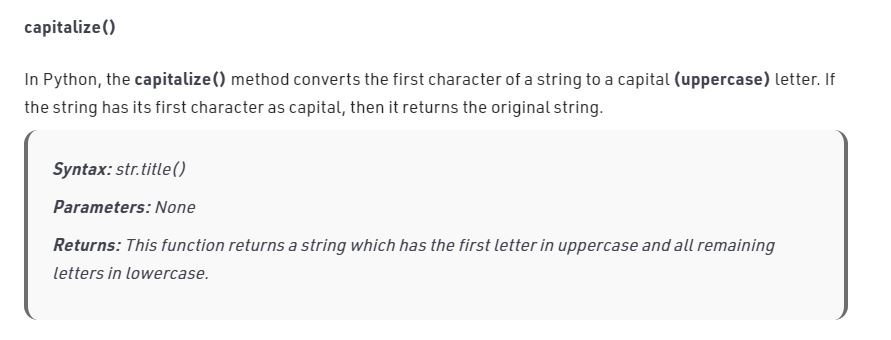 capitalize()
In Python, the capitalize() method converts the first character of a string to a capital (uppercase) letter. If
the string has its first character as capital, then it returns the original string.
Syntax: str.title()
Parameters: None
Returns: This function returns a string which has the first letter in uppercase and all remaining
letters in lowercase.